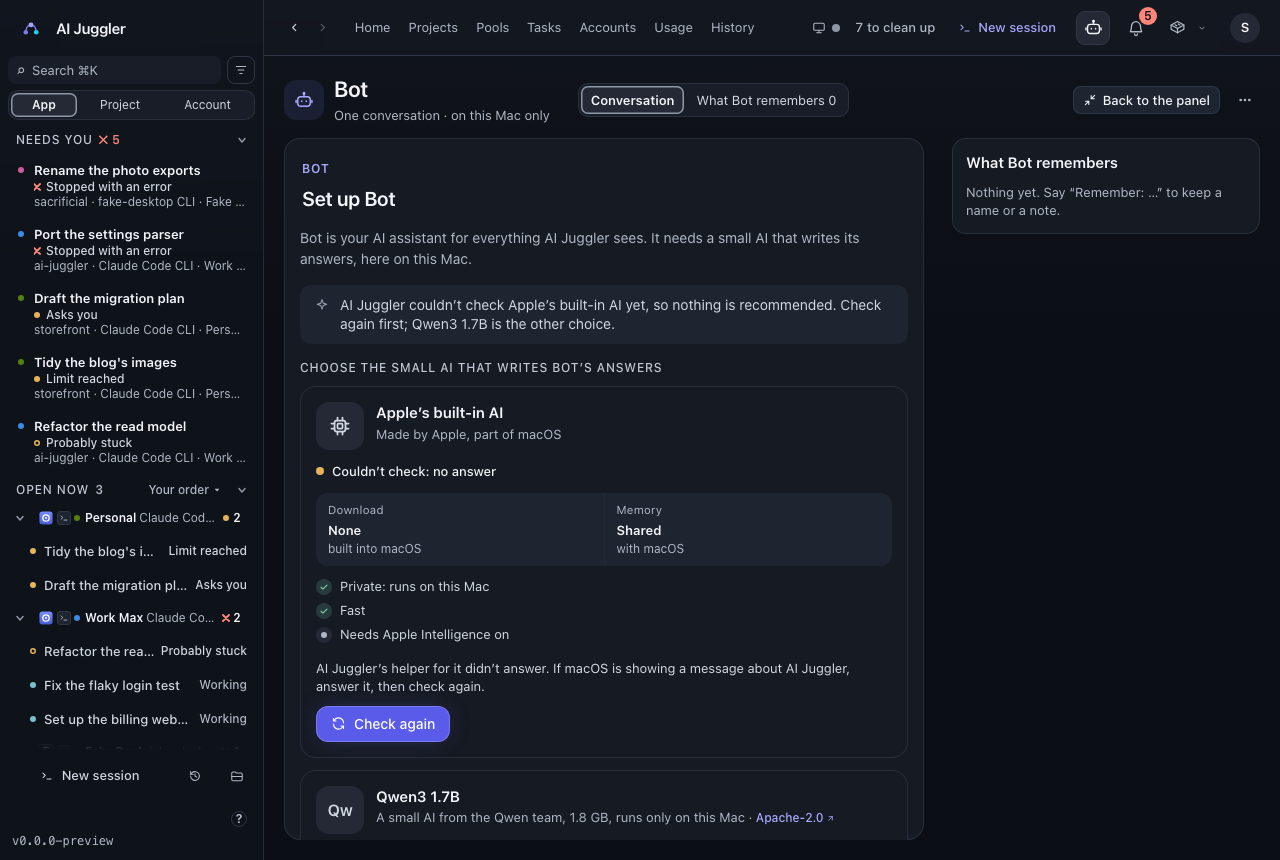 AI Juggler
Search ⌘K
App Project Account
NEEDS YOU 5
Rename the photo exports
Stopped with an error
sacrificial · fake-desktop CLI · Fake ...
Port the settings parser
Stopped with an error
ai-juggler · Claude Code CLI · Work ...
Draft the migration plan
Asks you
storefront · Claude Code CLI · Pers...
Tidy the blog's images
Limit reached
storefront · Claude Code CLI · Pers...
Refactor the read model
Probably stuck
ai-juggler · Claude Code CLI · Work ...
OPEN NOW 3 Your order
Personal Claude Cod... 2
Tidy the blog's i... Limit reached
Draft the migration pl... Asks you
Work Max Claude Co... 2
Refactor the rea... Probably stuck
Fix the flaky login test Working
Set up the billing web... Working
New session
?
v0.0.0-preview
Home Projects Pools Tasks Accounts Usage History
7 to clean up
New session
5
S
Bot
One conversation · on this Mac only
Conversation What Bot remembers 0
Back to the panel
BOT
Set up Bot
Bot is your AI assistant for everything AI Juggler sees. It needs a small AI that writes its
answers, here on this Mac.
AI Juggler couldn’t check Apple’s built-in AI yet, so nothing is recommended. Check
again first; Qwen3 1.7B is the other choice.
CHOOSE THE SMALL AI THAT WRITES BOT’S ANSWERS
Apple’s built-in AI
Made by Apple, part of macOS
Couldn’t check: no answer
Download Memory
None Shared
built into macOS with macOS
Private: runs on this Mac
Fast
Needs Apple Intelligence on
AI Juggler’s helper for it didn’t answer. If macOS is showing a message about AI Juggler,
answer it, then check again.
Check again
Qw
Qwen3 1.7B
A small AI from the Qwen team, 1.8 GB, runs only on this Mac · Apache-2.0 ↗
What Bot remembers
Nothing yet. Say “Remember: …” to keep a
name or a note.